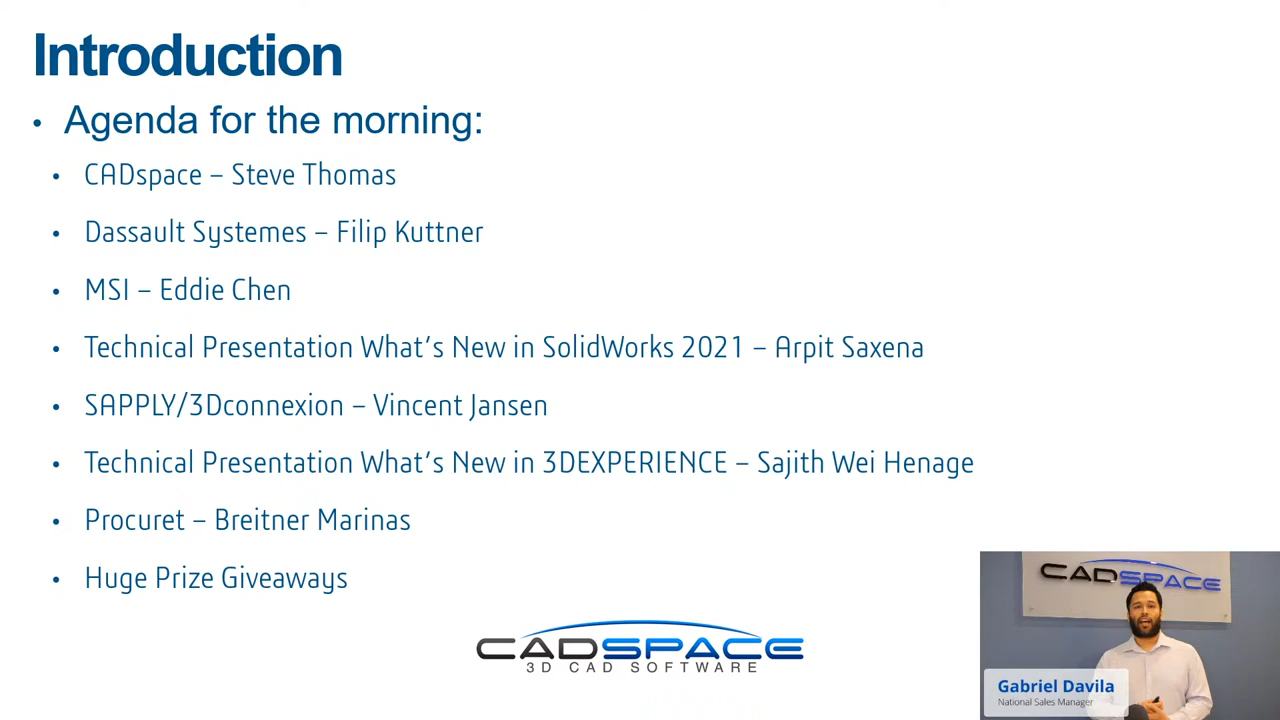 Introduction
• Agenda for the morning:
• CADspace – Steve Thomas
• Dassault Systemes – Filip Kuttner
• MSI – Eddie Chen
• Technical Presentation What's New in SolidWorks 2021 – Arpit Saxena
• SAPPLY/3Dconnexion – Vincent Jansen
• Technical Presentation What's New in 3DEXPERIENCE – Sajith Wei Henage
• Procuret – Breitner Marinas
• Huge Prize Giveaways
CADSPACE
3D CAD SOFTWARE
CADSPACE
Gabriel Davila
National Sales Manager